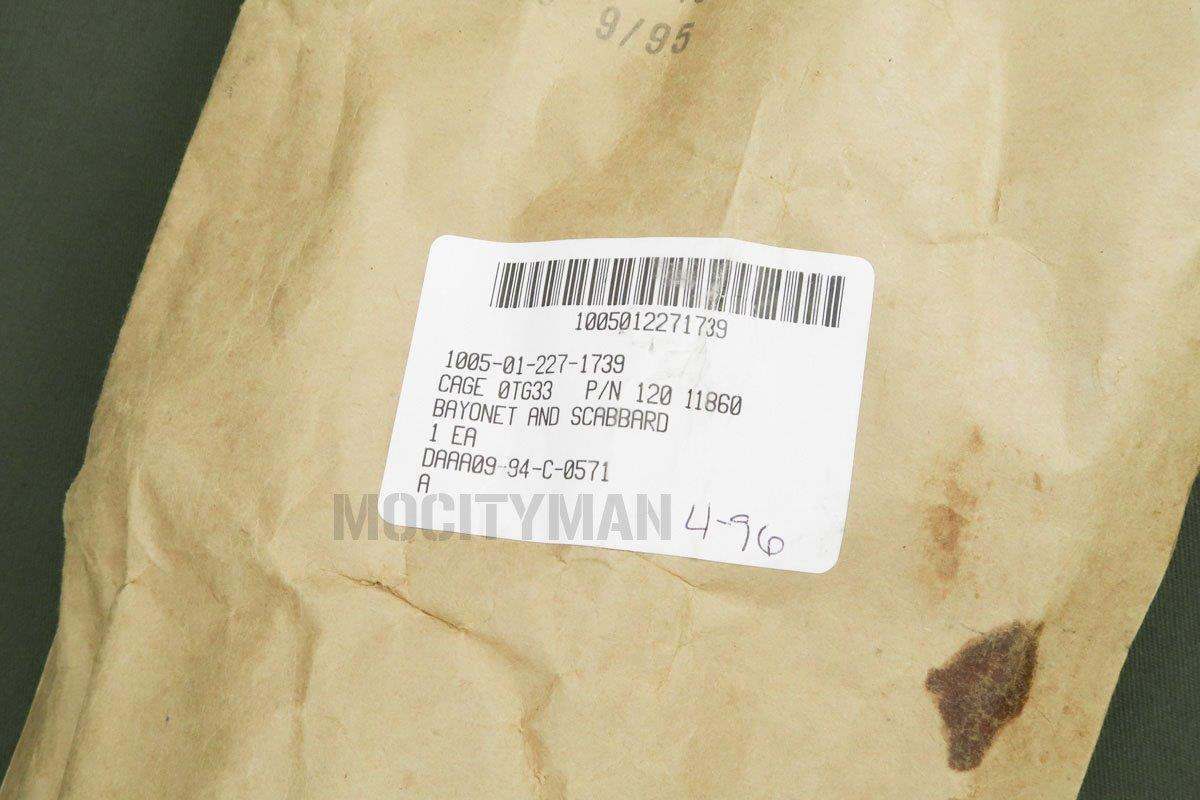 9/95
1005012271739
1005-01-227-1739
CAGE 0TG33 P/N 120 11860
BAYONET AND SCABBARD
1 EA
DAAA09-94-C-0571
A
MOCITYMAN
4-96